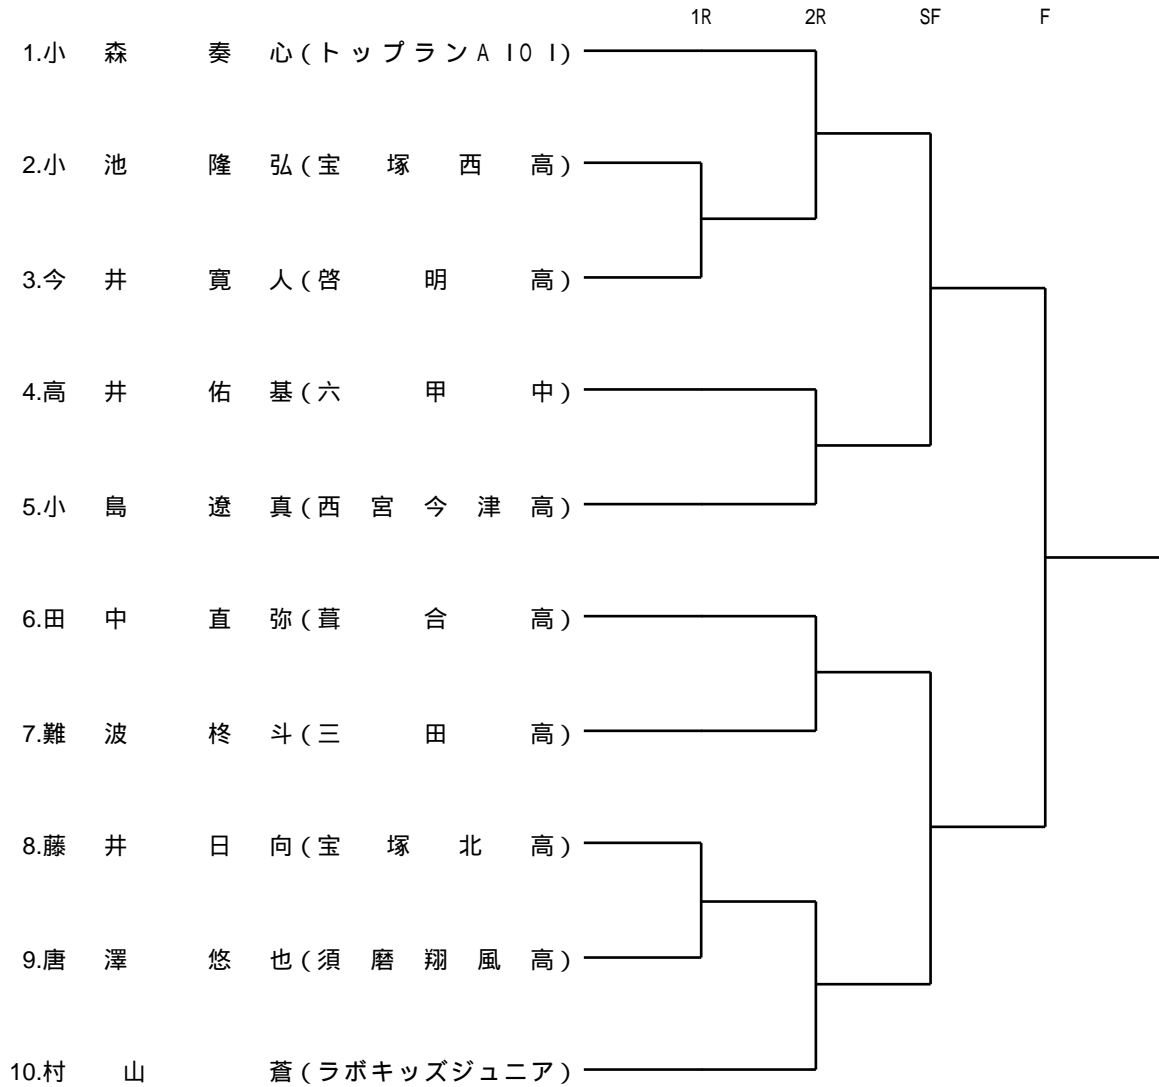 1R 2R SF F
1.小森 奏心(トップランAIOI)
2.小池 隆弘(宝塚西高)
3.今井 寛人(啓明高)
4.高井 佑基(六甲中)
5.小島 遼真(西宮今津高)
6.田中 直弥(葺合高)
7.難波 柊斗(三田高)
8.藤井 日向(宝塚北高)
9.唐澤 悠也(須磨翔風高)
10.村山 蒼(ラボキッズジュニア)